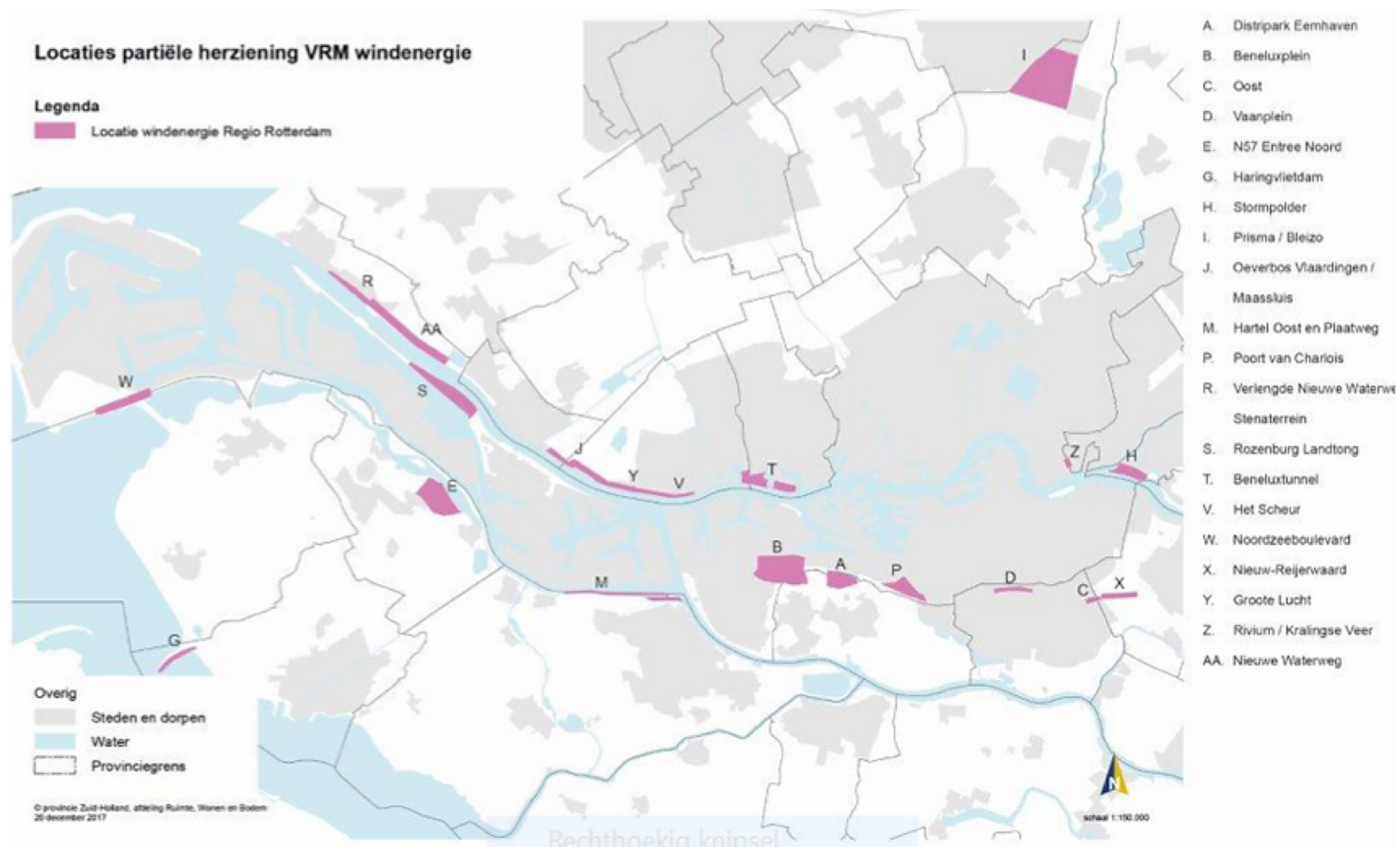 Locaties partiële herziening VRM windenergie
Legenda
Locatie windenergie Regio Rotterdam
I
R
AA
W
S
J
Y
V
T
Z
H
E
B
A
P
D
C
X
M
G
Overig
Steden en dorpen
Water
Provinciegrens
© provincie Zuid-Holland, afdeling Ruimte, Wonen en Bodem
20 december 2017
N
schaal 1:150.000
Rechthoekig knipsel
A. Distripark Eemhaven
B. Beneluxplein
C. Oost
D. Vaanplein
E. N57 Entree Noord
G. Haringvlietdam
H. Stormpolder
I. Prisma / Bleizo
J. Oeverbos Vlaardingen /
Maassluis
M. Hartel Oost en Plaatweg
P. Poort van Charlois
R. Verlengde Nieuwe Waterwe
Stenaterrein
S. Rozenburg Landtong
T. Beneluxtunnel
V. Het Scheur
W. Noordzeeboulevard
X. Nieuw-Reijerwaard
Y. Groote Lucht
Z. Rivium / Kralingse Veer
AA. Nieuwe Waterweg